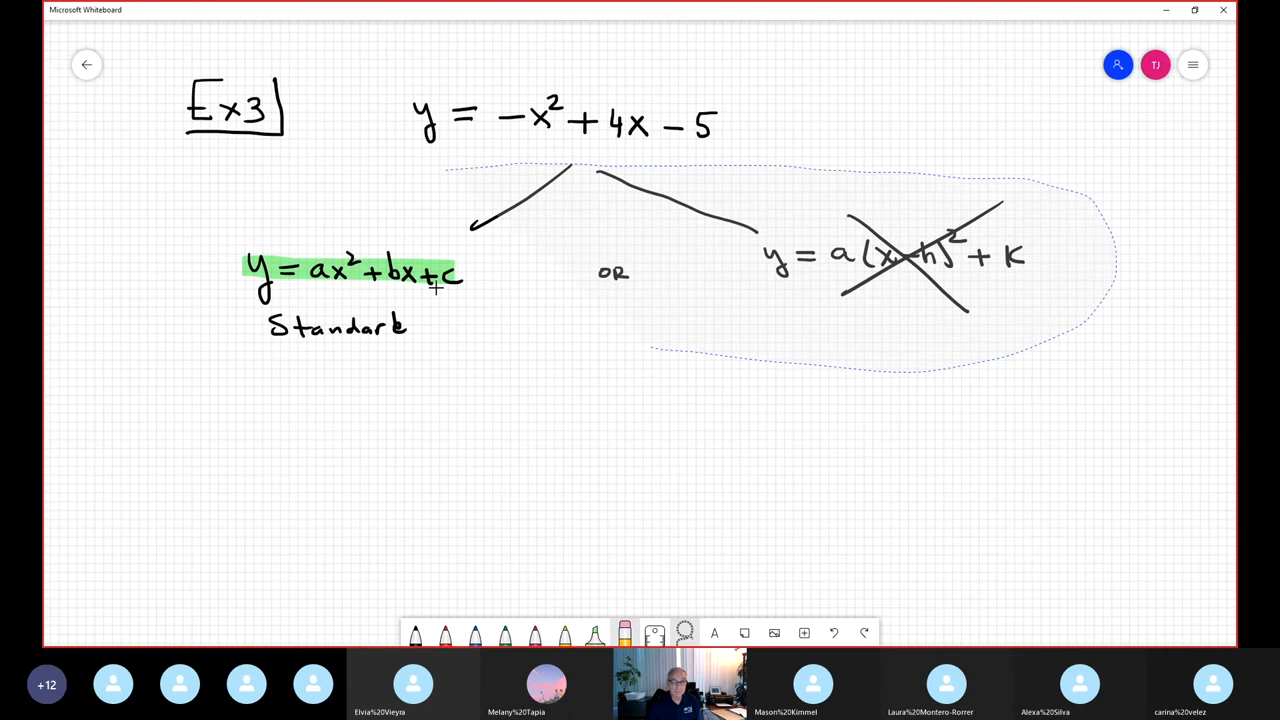 Microsoft Whiteboard
Ex3
y = -x² + 4x - 5
TJ
y = ax² + bx + c
OR
y = a(x-h)² + k
Standard
A
+12
Elvia%20Vieyra
Melany%20Tapia
Mason%20Kimmel
Laura%20Montero-Rorrer
Alexa%20Silva
carina%20velez